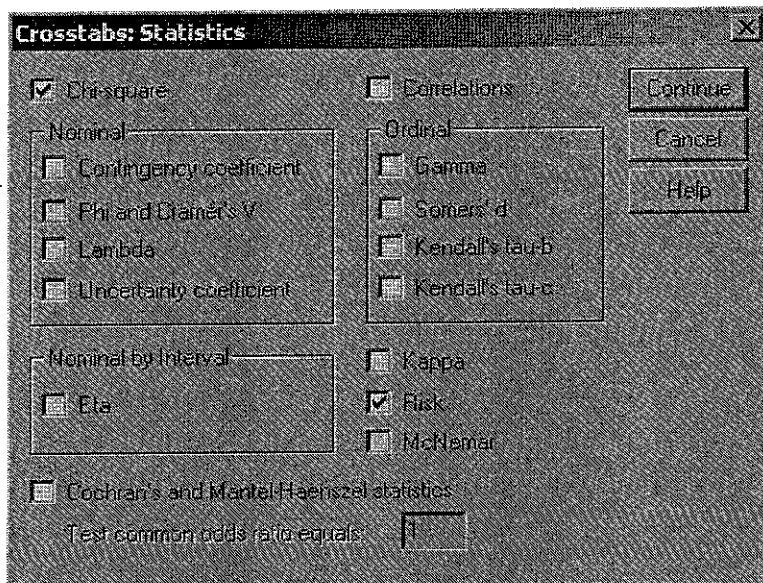 Crosstabs: Statistics
Chi-square
Correlations
Continue
Cancel
Help
Nominal
Contingency coefficient
Phi and Cramér's V
Lambda
Uncertainty coefficient
Ordinal
Gamma
Somers' d
Kendall's tau-b
Kendall's tau-c
Nominal by Interval
Eta
Kappa
Risk
McNemar
Cochran's and Mantel-Haenszel statistics
Test common odds ratio equals:
1